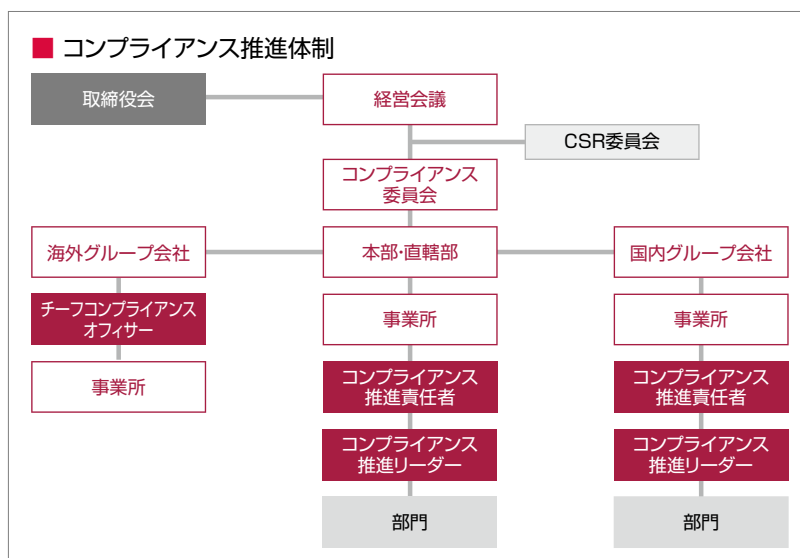 ■ コンプライアンス推進体制
取締役会
経営会議
CSR委員会
コンプライアンス
委員会
海外グループ会社
本部・直轄部
国内グループ会社
チーフコンプライアンス
オフィサー
事業所
事業所
事業所
コンプライアンス
推進責任者
コンプライアンス
推進責任者
コンプライアンス
推進リーダー
コンプライアンス
推進リーダー
部門
部門